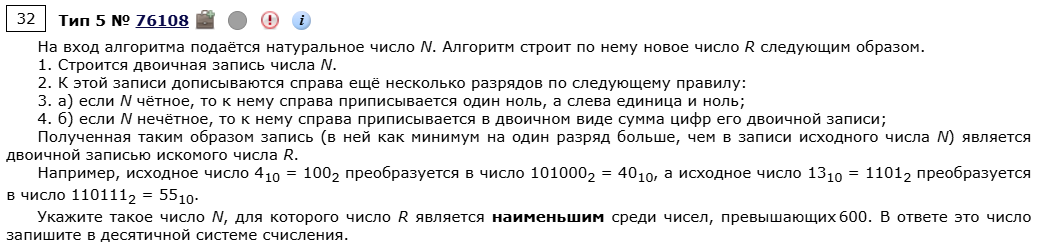 32 Тип 5 № 76108
На вход алгоритма подаётся натуральное число N. Алгоритм строит по нему новое число R следующим образом.
1. Строится двоичная запись числа N.
2. К этой записи дописываются справа ещё несколько разрядов по следующему правилу:
3. а) если N чётное, то к нему справа приписывается один ноль, а слева единица и ноль;
4. б) если N нечётное, то к нему справа приписывается в двоичном виде сумма цифр его двоичной записи;
Полученная таким образом запись (в ней как минимум на один разряд больше, чем в записи исходного числа N) является
двоичной записью искомого числа R.
Например, исходное число 4₁₀ = 100₂ преобразуется в число 101000₂ = 40₁₀, а исходное число 13₁₀ = 1101₂ преобразуется
в число 110111₂ = 55₁₀.
Укажите такое число N, для которого число R является наименьшим среди чисел, превышающих 600. В ответе это число
запишите в десятичной системе счисления.